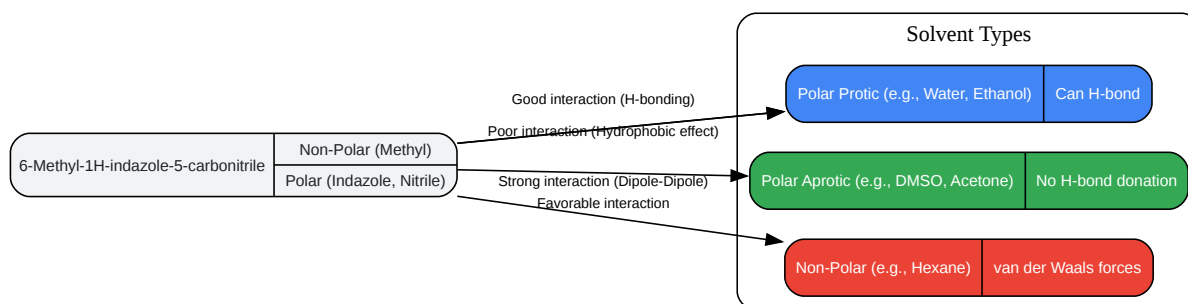 Solvent Types
Polar Protic (e.g., Water, Ethanol)
Can H-bond
Good interaction (H-bonding)
Poor interaction (Hydrophobic effect)
6-Methyl-1H-indazole-5-carbonitrile
Non-Polar (Methyl)
Polar (Indazole, Nitrile)
Strong interaction (Dipole-Dipole)
Favorable interaction
Polar Aprotic (e.g., DMSO, Acetone)
No H-bond donation
Non-Polar (e.g., Hexane)
van der Waals forces